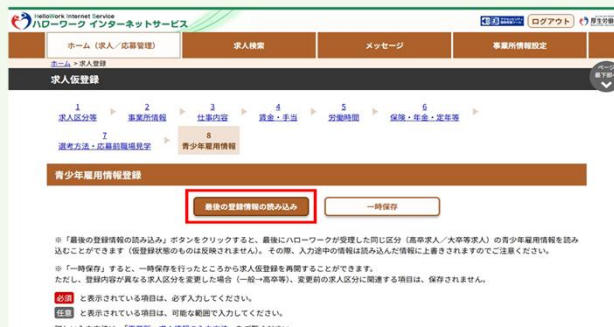 HelloWork Internet Service
ハローワーク インターネットサービス
ログアウト
ホーム（求人／応募管理）
求人検索
メッセージ
事業所情報設定
ホーム > 求人登録
求人仮登録
ページ
最下部へ
1 求人区分等
2 事業所情報
3 仕事内容
4 賃金・手当
5 労働時間
6 保険・年金・定年等
7 選考方法・応募前職場見学
8 青少年雇用情報
青少年雇用情報登録
最後の登録情報の読み込み
一時保存
※「最後の登録情報の読み込み」ボタンをクリックすると、最後にハローワークが受理した同じ区分（高卒求人／大卒等求人）の青少年雇用情報を読み
込むことができます（仮登録状態のものは反映されません）。その際、入力途中の情報は読み込んだ情報に上書きされますのでご注意ください。
※「一時保存」すると、一時保存を行ったところから求人仮登録を再開することができます。
ただし、登録内容が異なる求人区分を変更した場合（一般→高卒等）、変更前の求人区分に関連する項目は、保存されません。
必須 と表示されている項目は、必ず入力してください。
任意 と表示されている項目は、可能な範囲で入力してください。